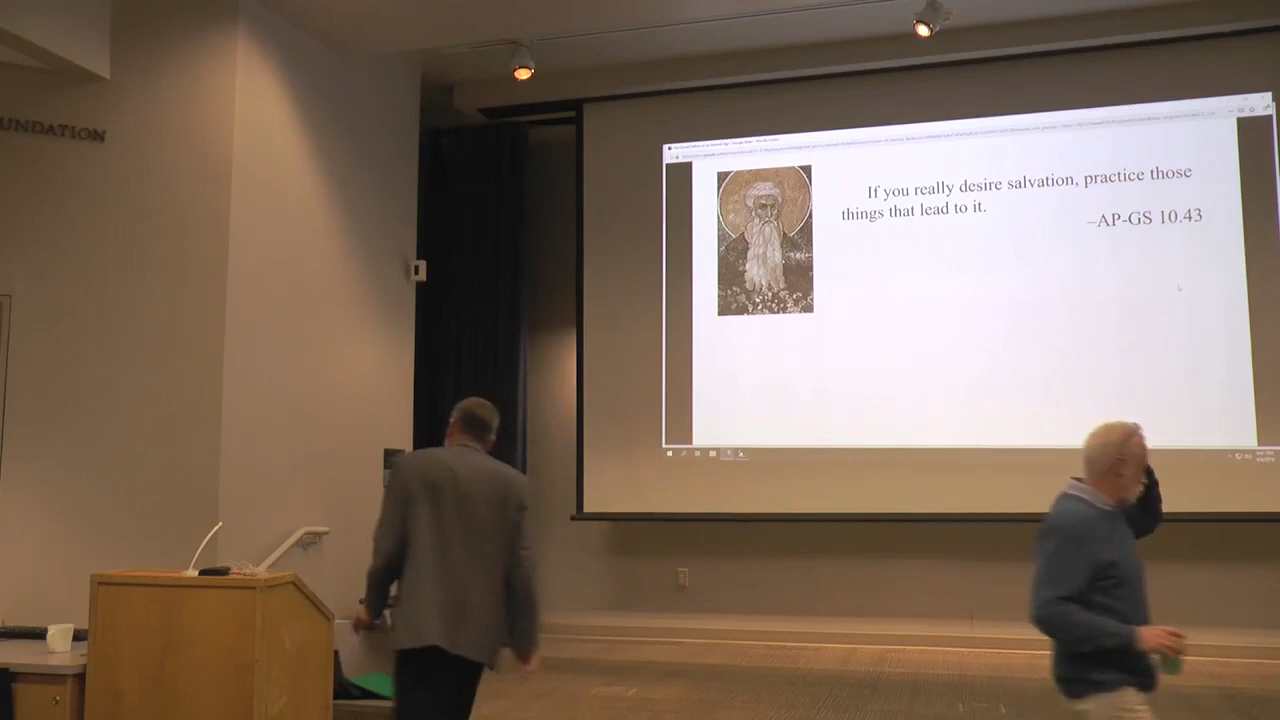 UNDATION
If you really desire salvation, practice those
things that lead to it.
–AP-GS 10.43